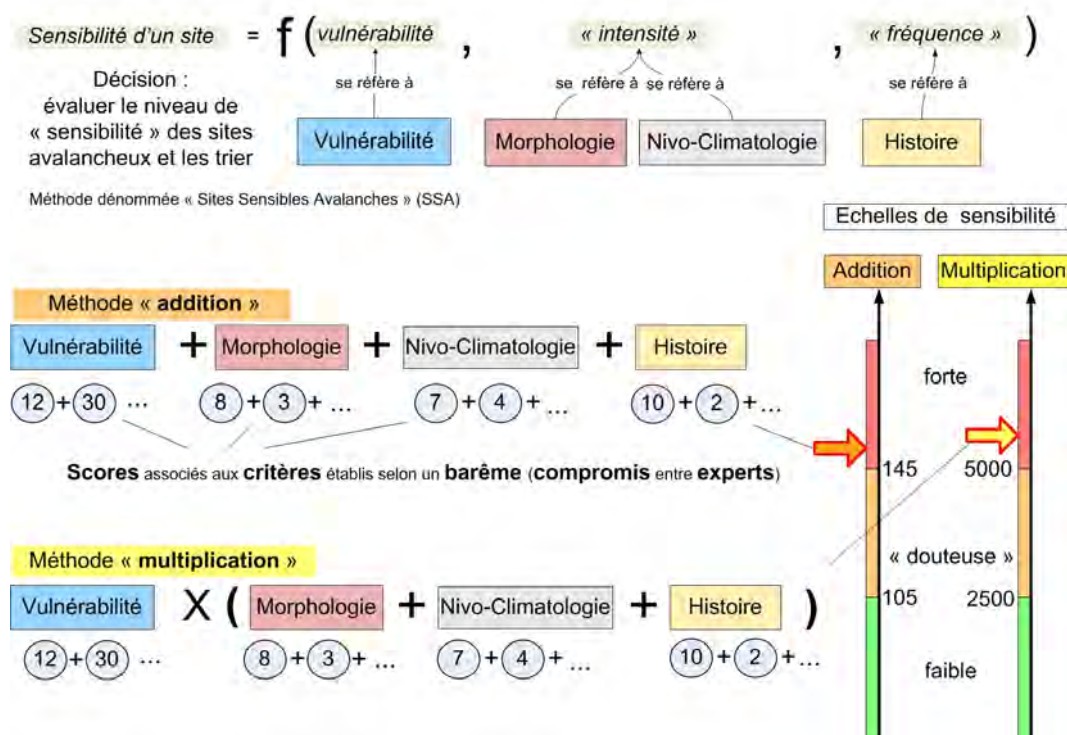 Sensibilité d'un site = f ( vulnérabilité , « intensité » , « fréquence » )
Décision :
évaluer le niveau de
« sensibilité » des sites
avalancheux et les trier
se réfère à
se réfère à
se réfère à
se réfère à
Vulnérabilité
Morphologie
Nivo-Climatologie
Histoire
Méthode dénommée « Sites Sensibles Avalanches » (SSA)
Echelles de sensibilité
Addition
Multiplication
Méthode « addition »
Vulnérabilité + Morphologie + Nivo-Climatologie + Histoire
12 + 30 ... 8 + 3 + ... 7 + 4 + ... 10 + 2 + ...
Scores associés aux critères établis selon un barême (compromis entre experts)
forte
145
5000
« douteuse »
105
2500
faible
Méthode « multiplication »
Vulnérabilité X ( Morphologie + Nivo-Climatologie + Histoire )
12 + 30 ... 8 + 3 + ... 7 + 4 + ... 10 + 2 + ...